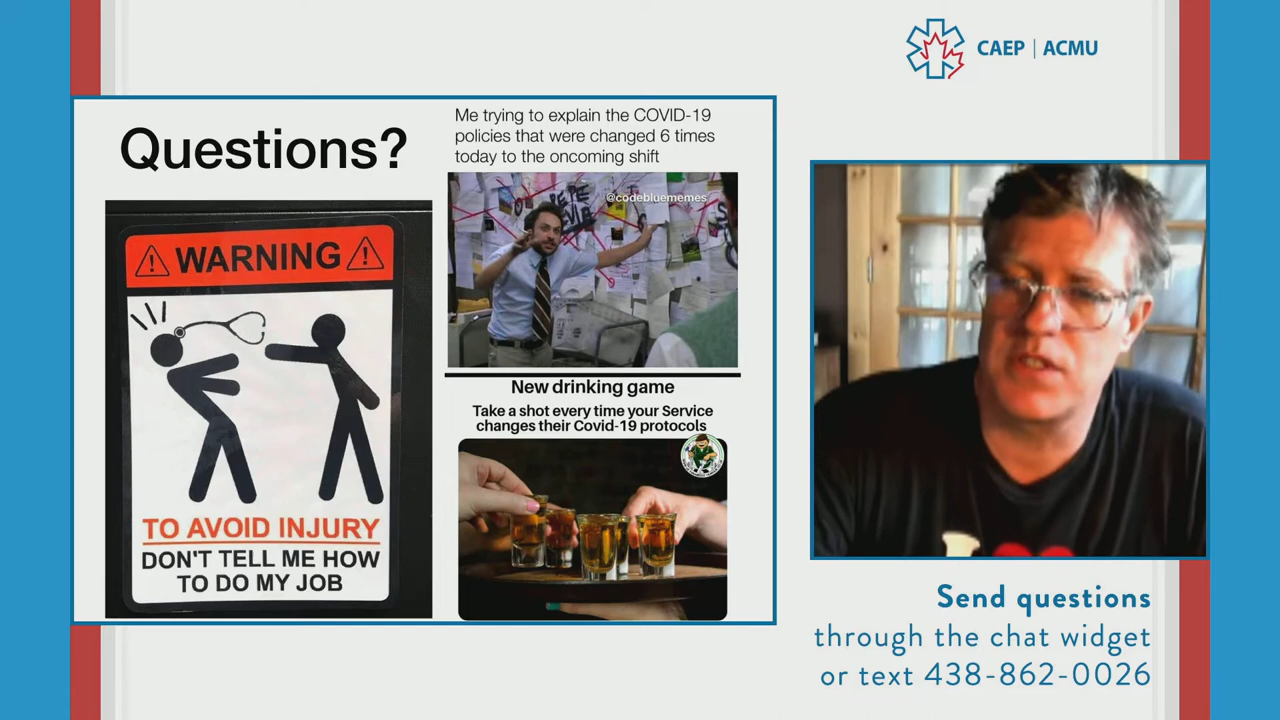 CAEP | ACMU
Questions?
WARNING
TO AVOID INJURY
DON'T TELL ME HOW
TO DO MY JOB
Me trying to explain the COVID-19
policies that were changed 6 times
today to the oncoming shift
@codebluememes
New drinking game
Take a shot every time your Service
changes their Covid-19 protocols
Send questions
through the chat widget
or text 438-862-0026